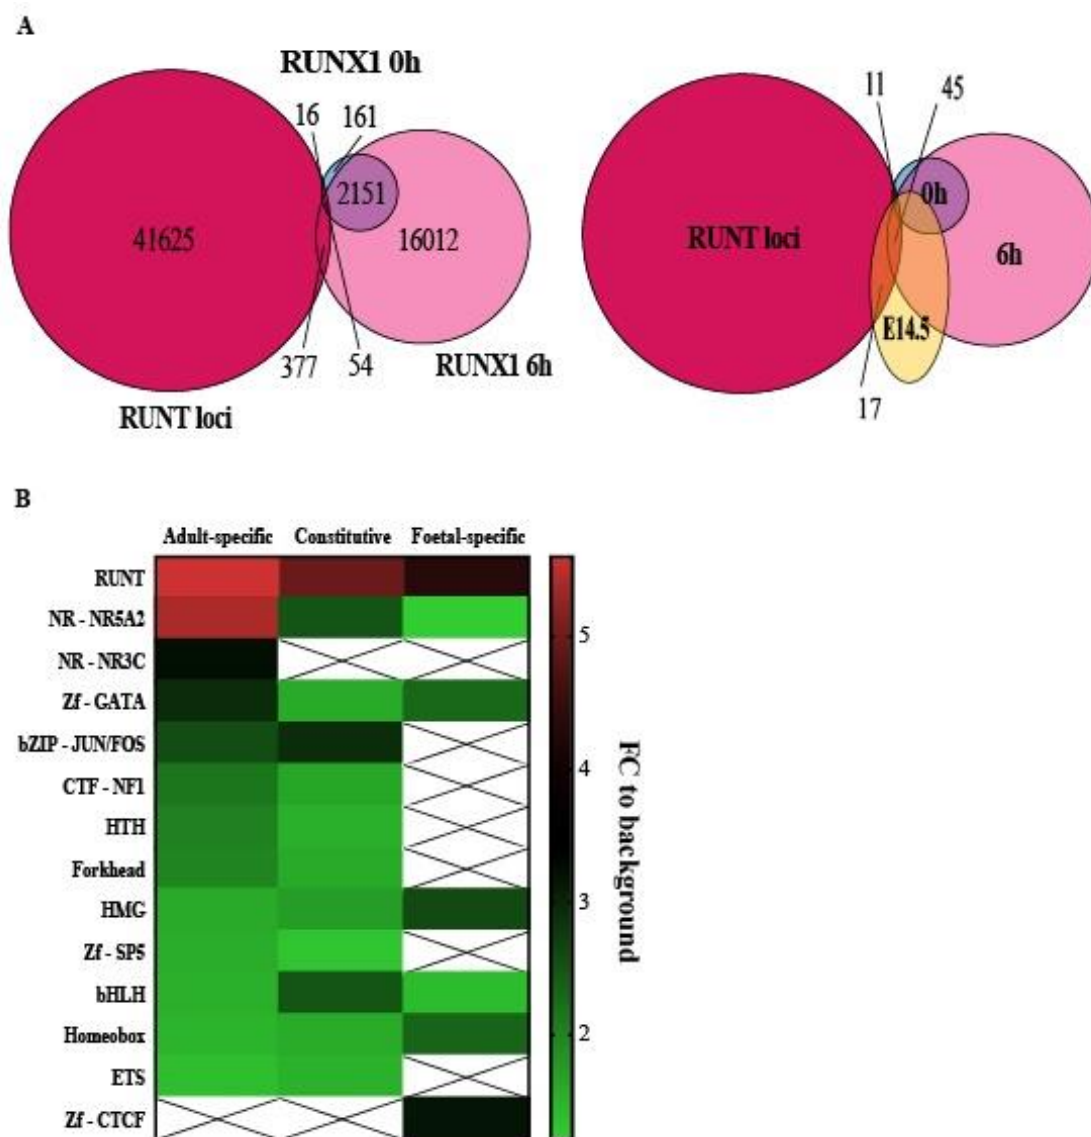 A
RUNX1 0h
16 161
2151
41625
16012
377 54
RUNX1 6h
RUNT loci
11 45
0h
RUNT loci
6h
E14.5
17
B
Adult-specific Constitutive Foetal-specific
RUNT
NR - NR5A2
NR - NR3C
Zf - GATA
bZIP - JUN/FOS
CTF - NF1
HTH
Forkhead
HMG
Zf - SP5
bHLH
Homeobox
ETS
Zf - CTCF
5
4
3
2
FC to background